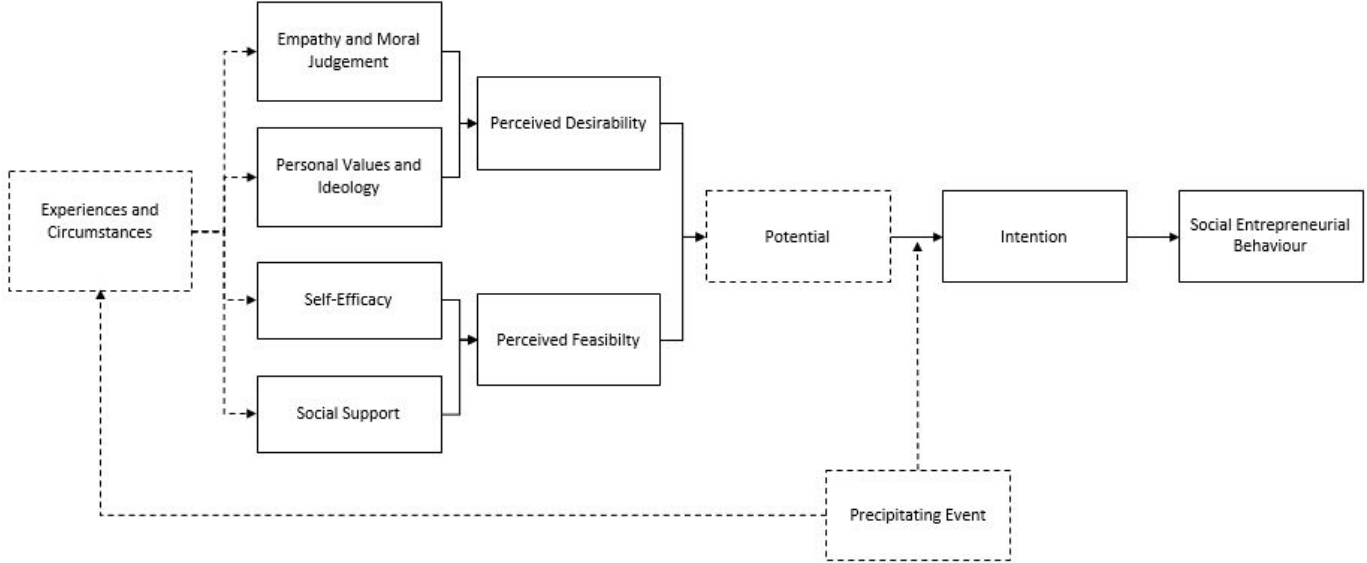 Empathy and Moral
Judgement
Perceived Desirability
Personal Values and
Ideology
Experiences and
Circumstances
Potential
Intention
Social Entrepreneurial
Behaviour
Self-Efficacy
Perceived Feasibilty
Social Support
Precipitating Event